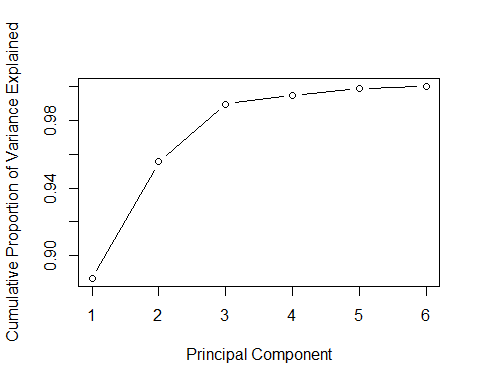 Cumulative Proportion of Variance Explained
0.98
0.94
0.90
1 2 3 4 5 6
Principal Component